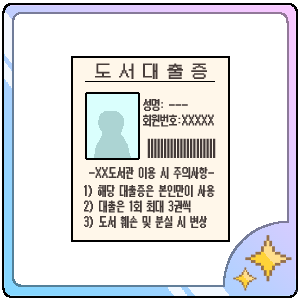 도서대출증
성명: ---
회원번호:XXXXX
-XX도서관 이용 시 주의사항-
1) 해당 대출증은 본인만이 사용
2) 대출은 1회 최대 3권씩
3) 도서 훼손 및 분실 시 변상